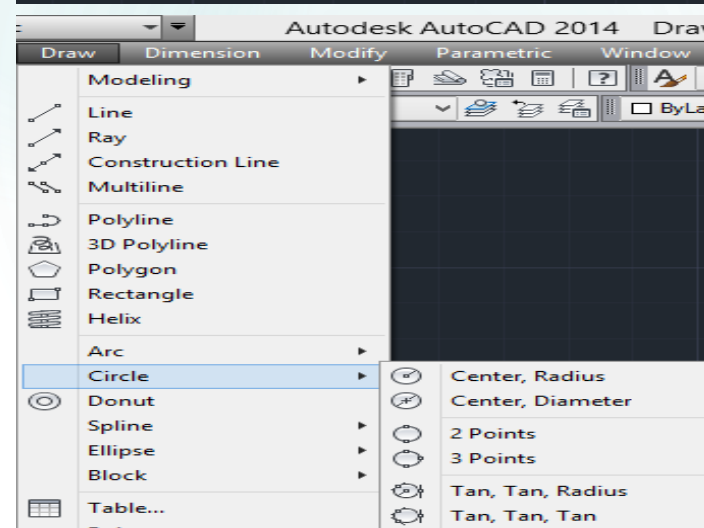 Autodesk AutoCAD 2014
Draw Dimension Modify Parametric Window
Modeling
?
A
Line
Ray
Construction Line
Multiline
Polyline
3D Polyline
Polygon
Rectangle
Helix
Arc
Circle
Donut
Spline
Ellipse
Block
Table...
Center, Radius
Center, Diameter
2 Points
3 Points
Tan, Tan, Radius
Tan, Tan, Tan